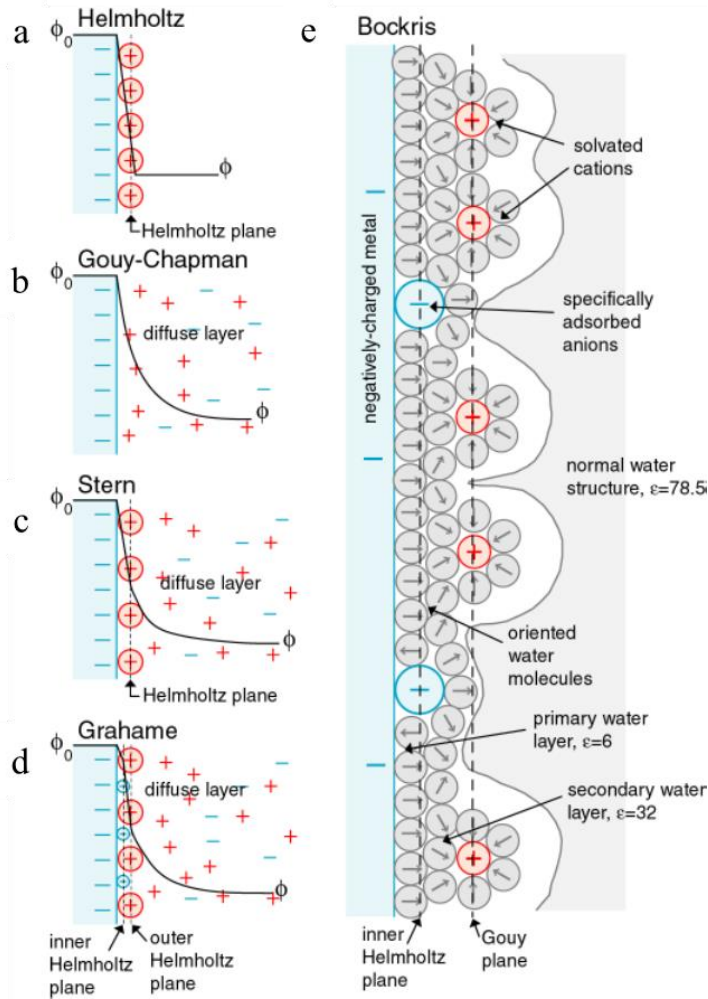 a
Helmholtz
ϕ0
ϕ
Helmholtz plane
b
Gouy-Chapman
ϕ0
diffuse layer
ϕ
c
Stern
ϕ0
diffuse layer
ϕ
Helmholtz plane
d
Grahame
ϕ0
diffuse layer
ϕ
inner
Helmholtz
plane
outer
Helmholtz
plane
e
Bockris
negatively-charged metal
solvated
cations
specifically
adsorbed
anions
normal water
structure, ε=78.5
oriented
water
molecules
primary water
layer, ε=6
secondary water
layer, ε=32
inner
Helmholtz
plane
Gouy
plane